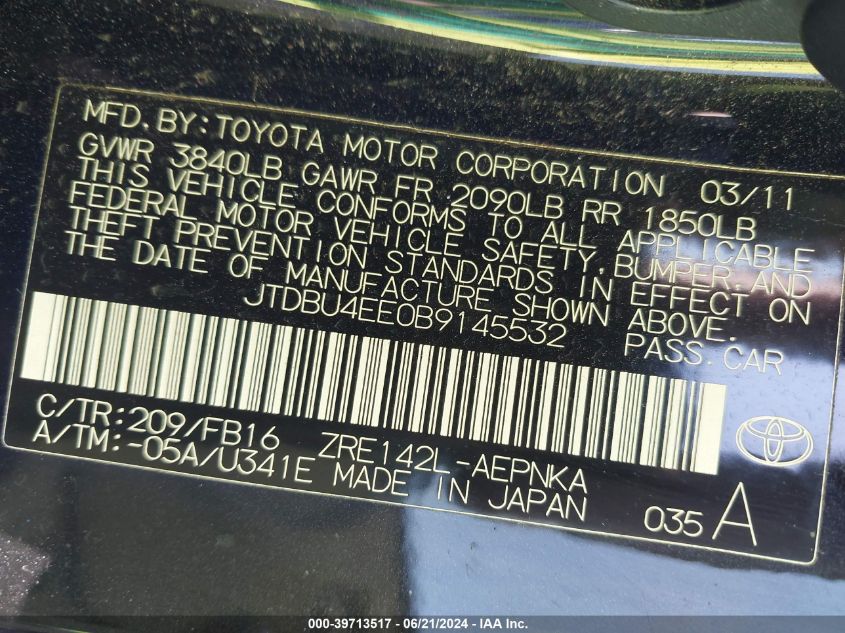 MFD.BY:TOYOTA MOTOR CORPORATION 03/11
GVWR 3840LB GAWR FR 2090LB RR 1850LB
THIS VEHICLE CONFORMS TO ALL APPLICABLE
FEDERAL MOTOR VEHICLE SAFETY,BUMPER,AND
THEFT PREVENTION STANDARDS IN EFFECT ON
THE DATE OF MANUFACTURE SHOWN ABOVE.
JTDBU4EE0B9145532 PASS.CAR
C/TR:209/FB16 ZRE142L-AEPNKA
A/TM:-05A/U341E MADE IN JAPAN 035 A
000-39713517 - 06/21/2024 - IAA Inc.